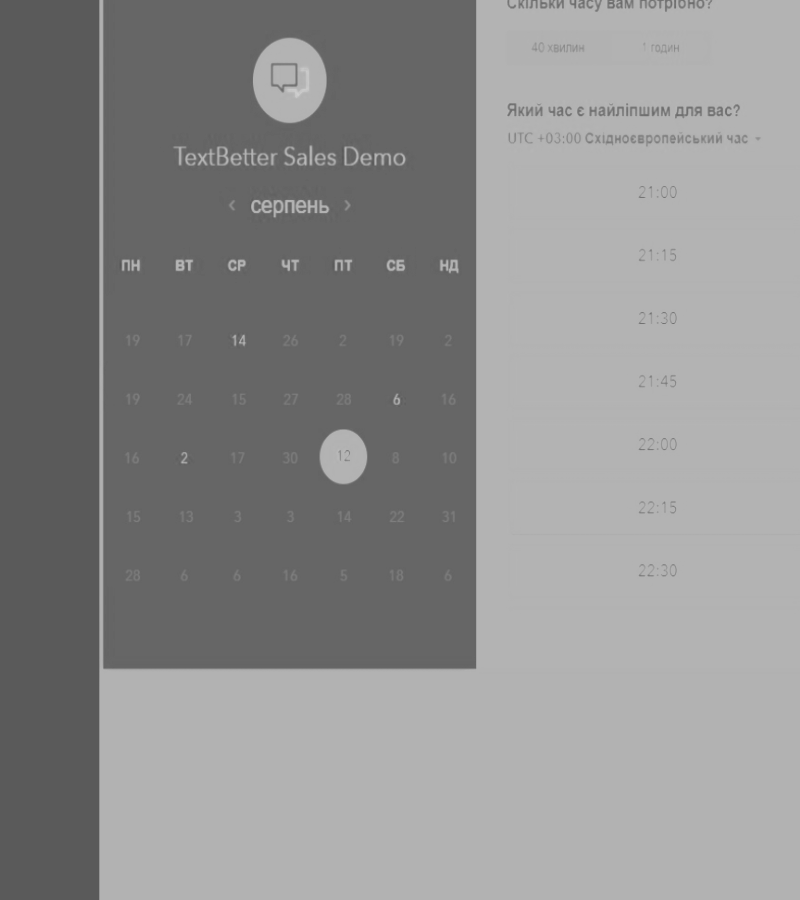 TextBetter Sales Demo
‹ серпень ›
ПН ВТ СР ЧТ ПТ СБ НД
19 17 14 26 2 19 2
19 24 15 27 28 6 16
16 2 17 30 12 8 10
15 13 3 3 14 22 31
28 6 6 16 5 18 6
Скільки часу вам потрібно?
40 хвилин 1 годин
Який час є найліпшим для вас?
UTC +03:00 Східноєвропейський час
21:00
21:15
21:30
21:45
22:00
22:15
22:30